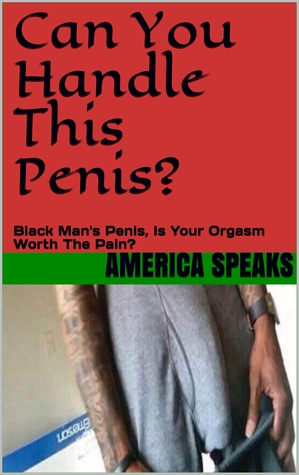 Can You
Handle
This
Penis?
Black Man's Penis, Is Your Orgasm
Worth The Pain?
AMERICA SPEAKS